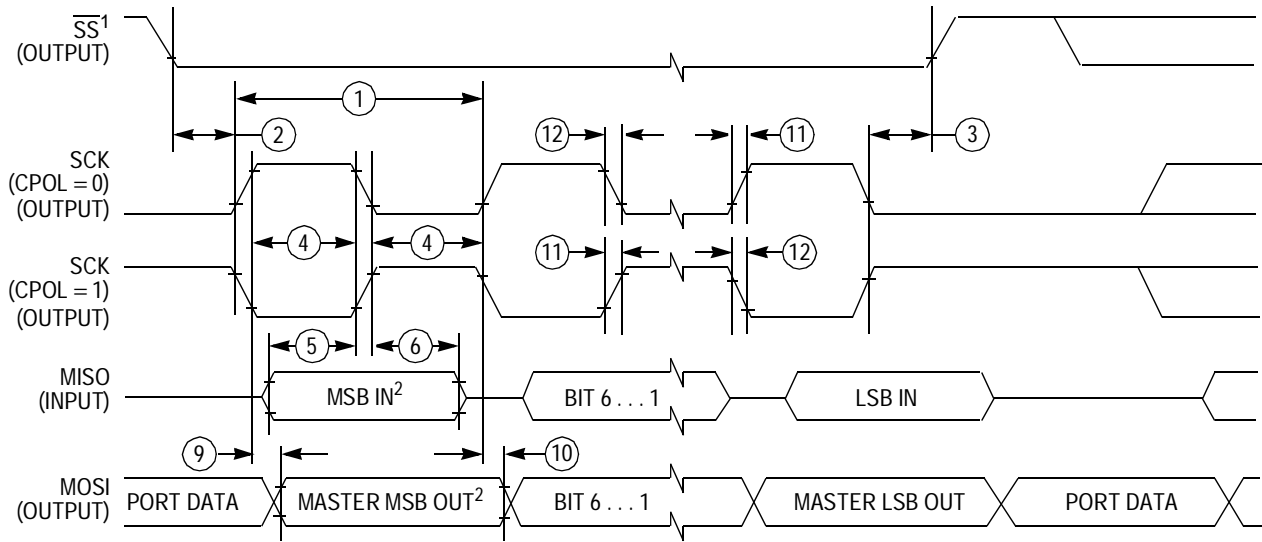 SS¹
(OUTPUT)
1
2
12
11
3
SCK
(CPOL = 0)
(OUTPUT)
4
4
11
12
SCK
(CPOL = 1)
(OUTPUT)
5
6
MISO
(INPUT)
MSB IN²
BIT 6 . . . 1
LSB IN
9
10
MOSI
(OUTPUT)
PORT DATA
MASTER MSB OUT²
BIT 6 . . . 1
MASTER LSB OUT
PORT DATA